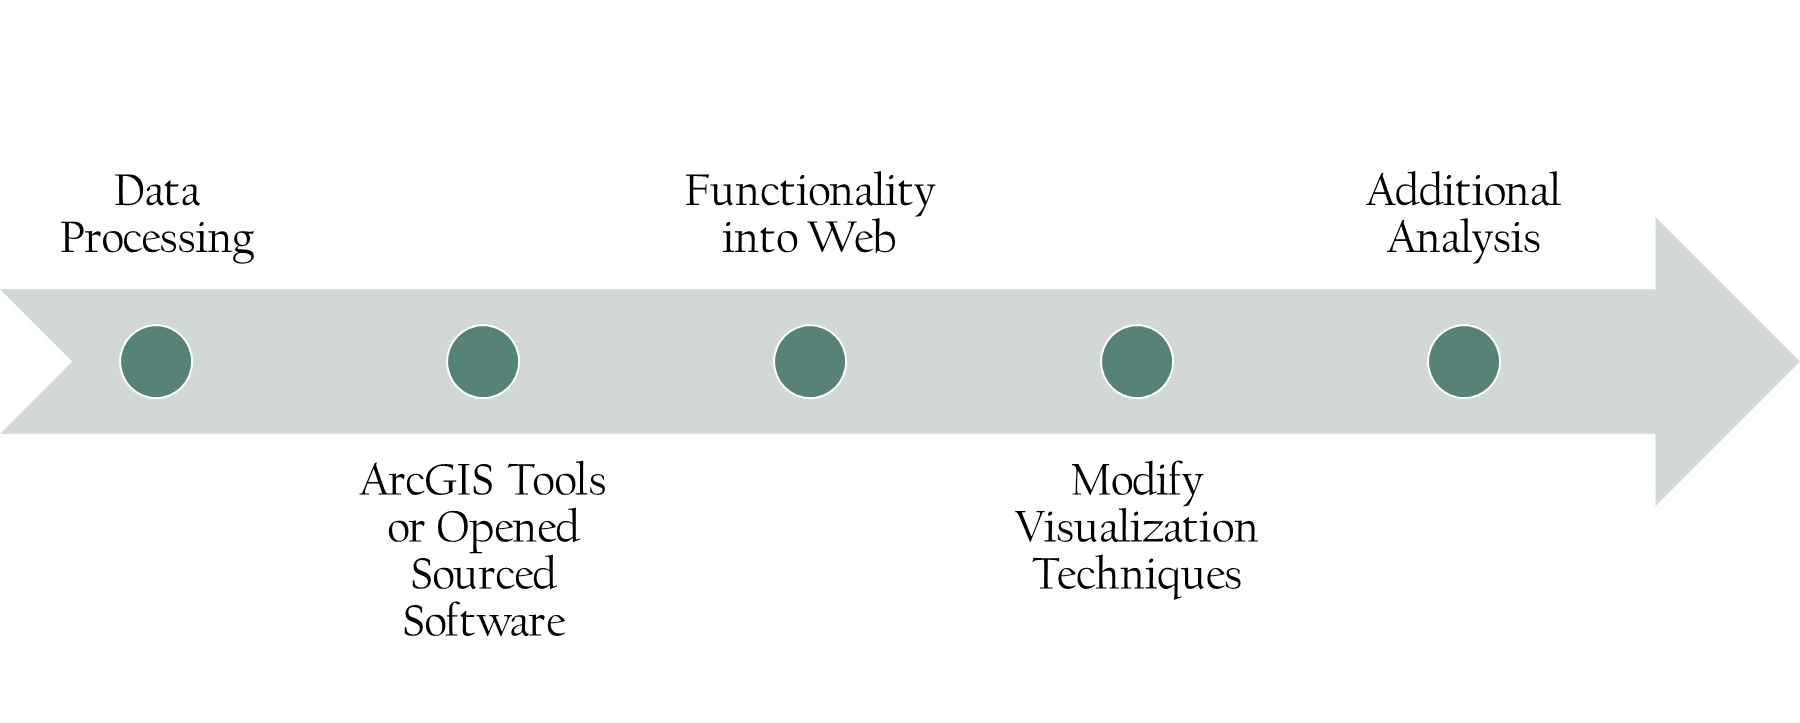 Data
Processing
ArcGIS Tools
or Opened
Sourced
Software
Functionality
into Web
Modify
Visualization
Techniques
Additional
Analysis